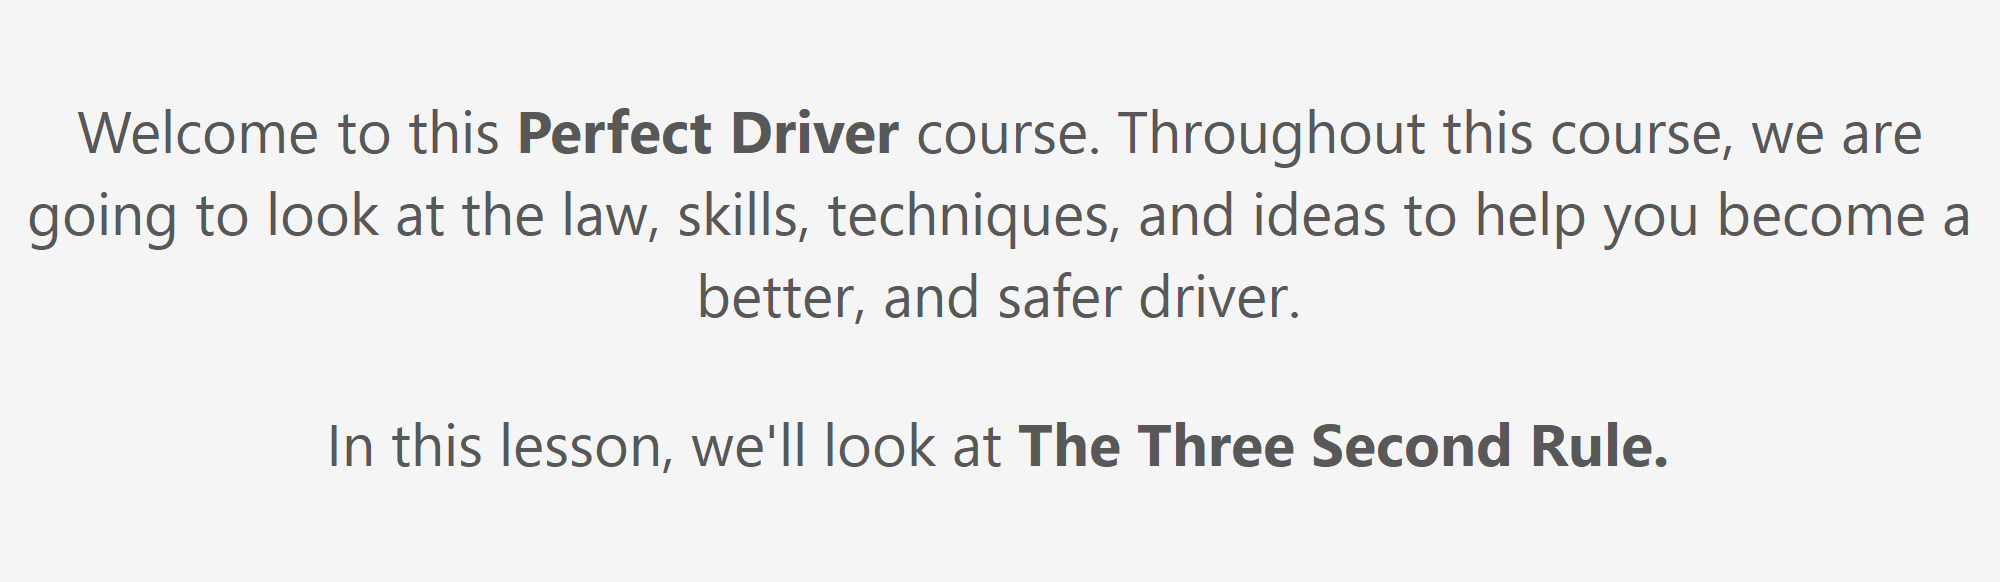 Welcome to this Perfect Driver course. Throughout this course, we are
going to look at the law, skills, techniques, and ideas to help you become a
better, and safer driver.
In this lesson, we'll look at The Three Second Rule.